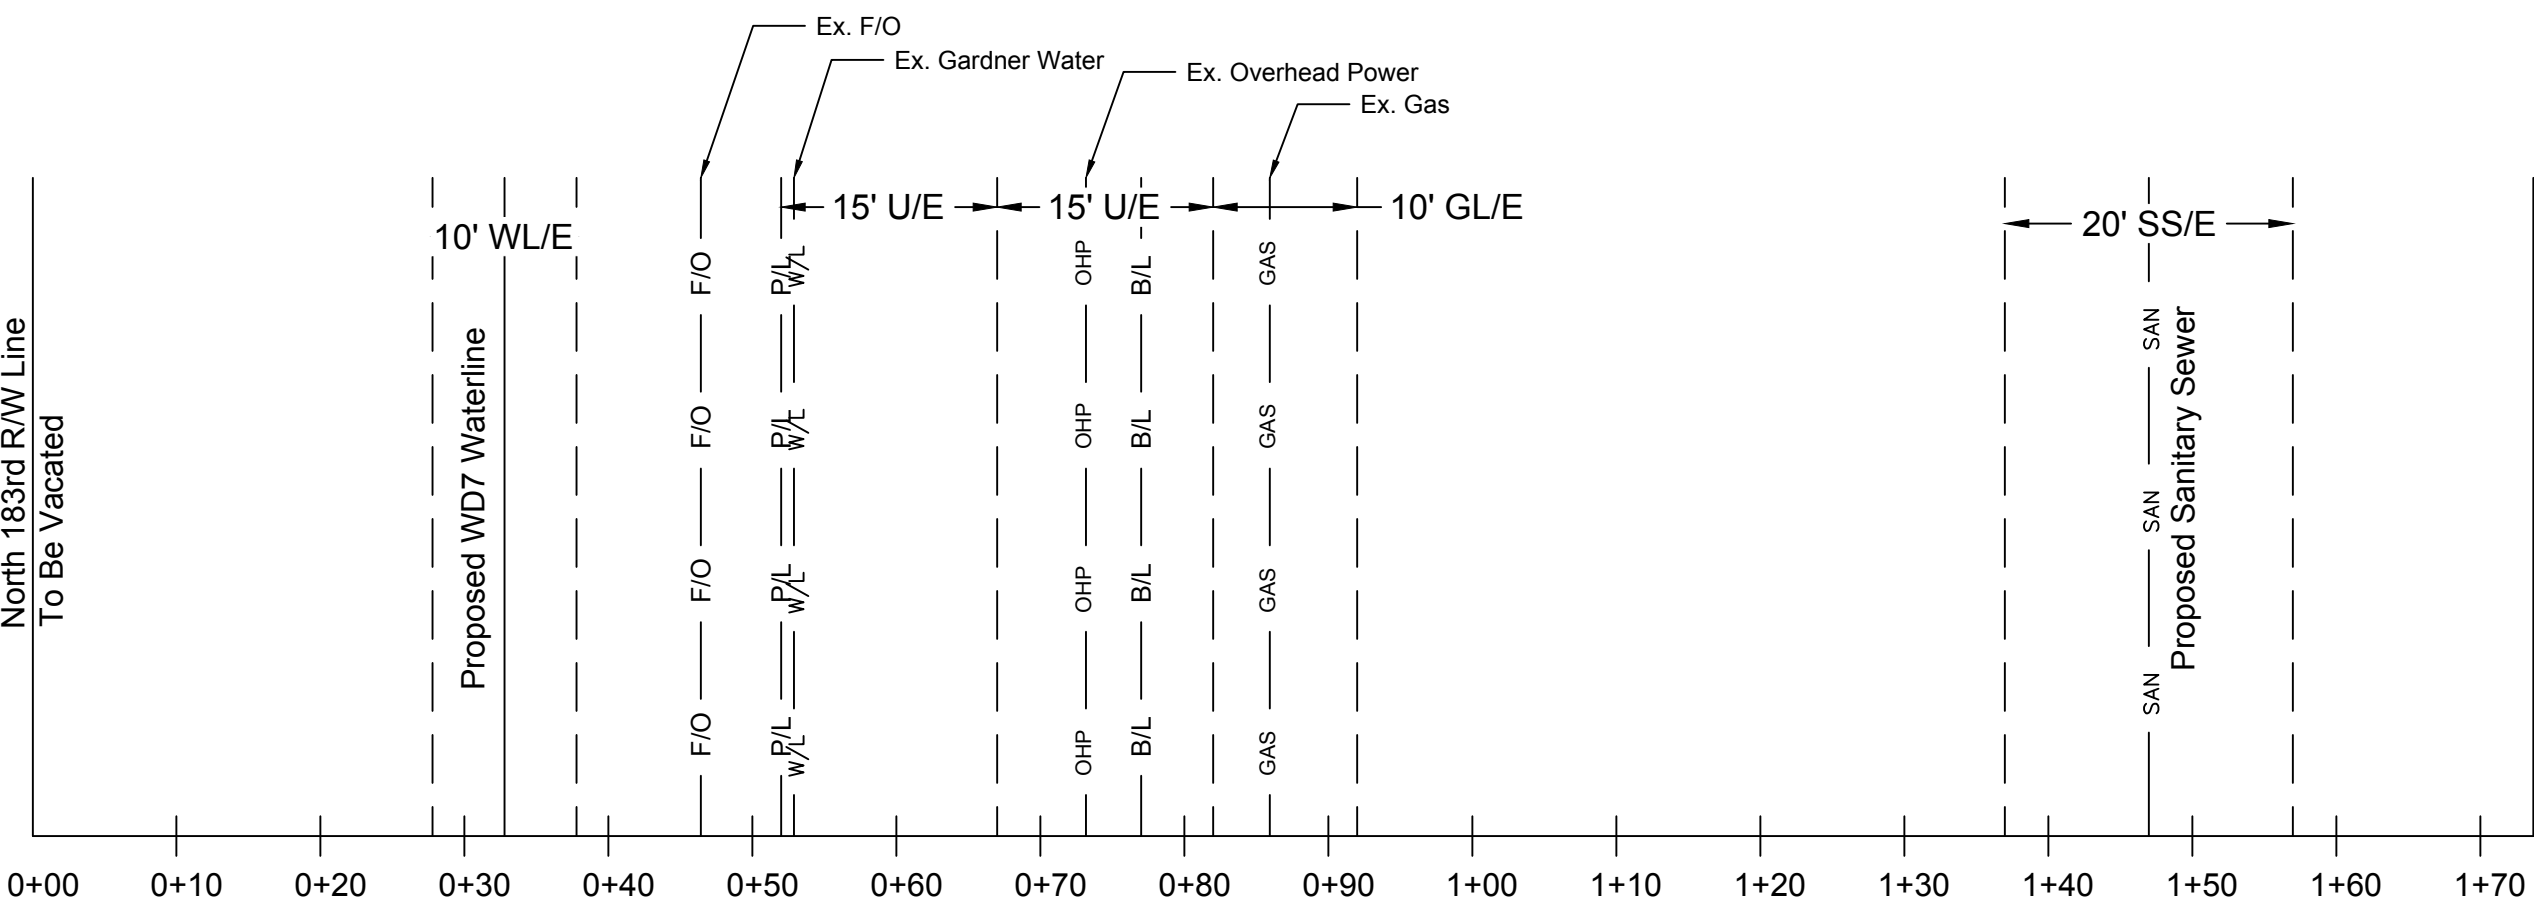 Ex. F/O
Ex. Gardner Water
Ex. Overhead Power
Ex. Gas
15' U/E
15' U/E
10' GL/E
20' SS/E
10' WL/E
North 183rd R/W Line
To Be Vacated
Proposed WD7 Waterline
F/O
F/O
F/O
F/O
P/L
P/L
P/L
P/L
W/L
W/L
W/L
W/L
OHP
OHP
OHP
OHP
B/L
B/L
B/L
B/L
GAS
GAS
GAS
GAS
SAN
SAN
SAN
Proposed Sanitary Sewer
0+00
0+10
0+20
0+30
0+40
0+50
0+60
0+70
0+80
0+90
1+00
1+10
1+20
1+30
1+40
1+50
1+60
1+70